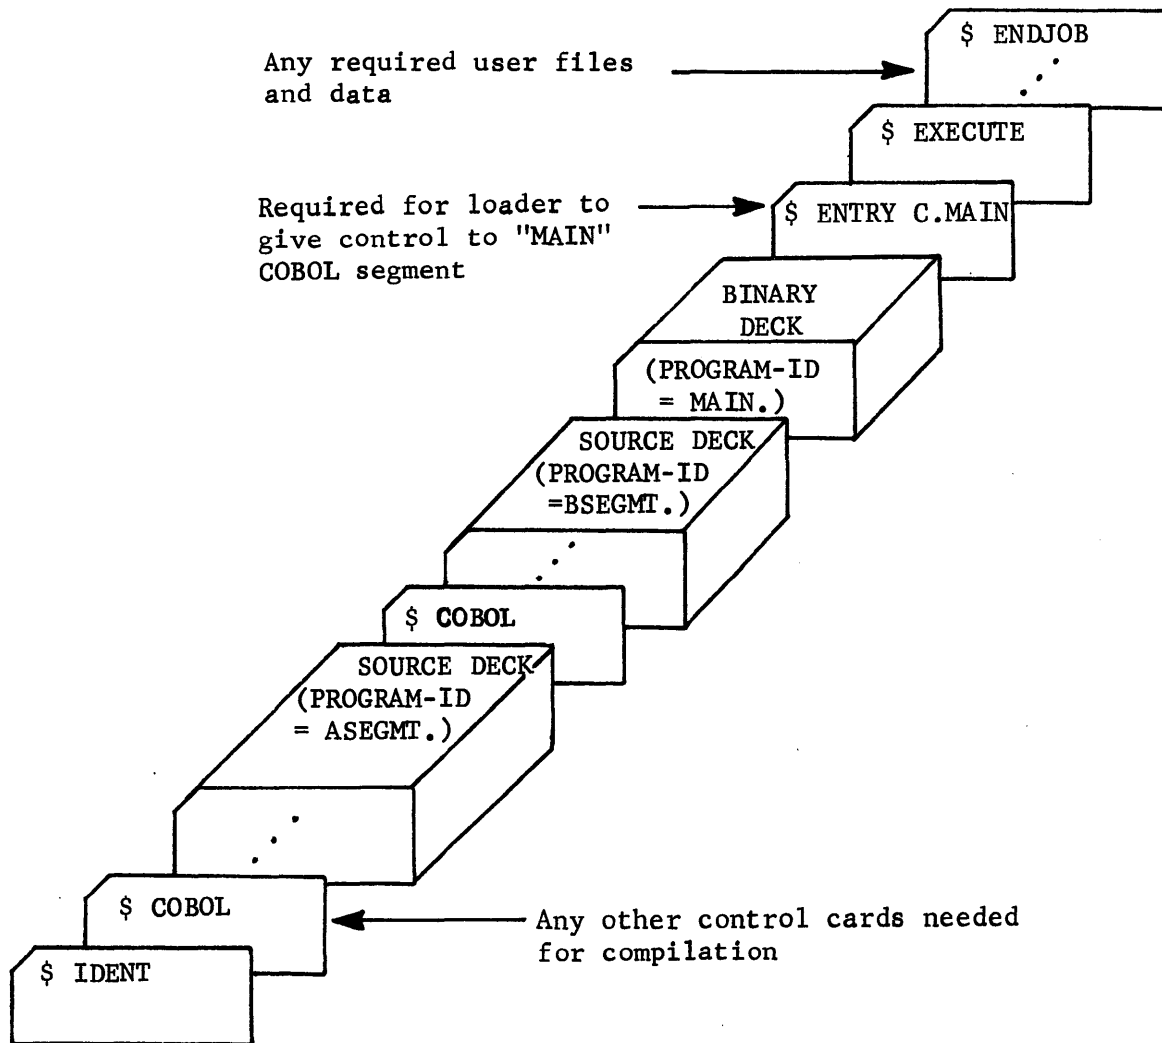 $ ENDJOB
Any required user files
and data
$ EXECUTE
Required for loader to
give control to "MAIN"
COBOL segment
$ ENTRY C.MAIN
BINARY
DECK
(PROGRAM-ID
= MAIN.)
SOURCE DECK
(PROGRAM-ID
=BSEGMT.)
$ COBOL
SOURCE DECK
(PROGRAM-ID
= ASEGMT.)
$ COBOL
Any other control cards needed
for compilation
$ IDENT